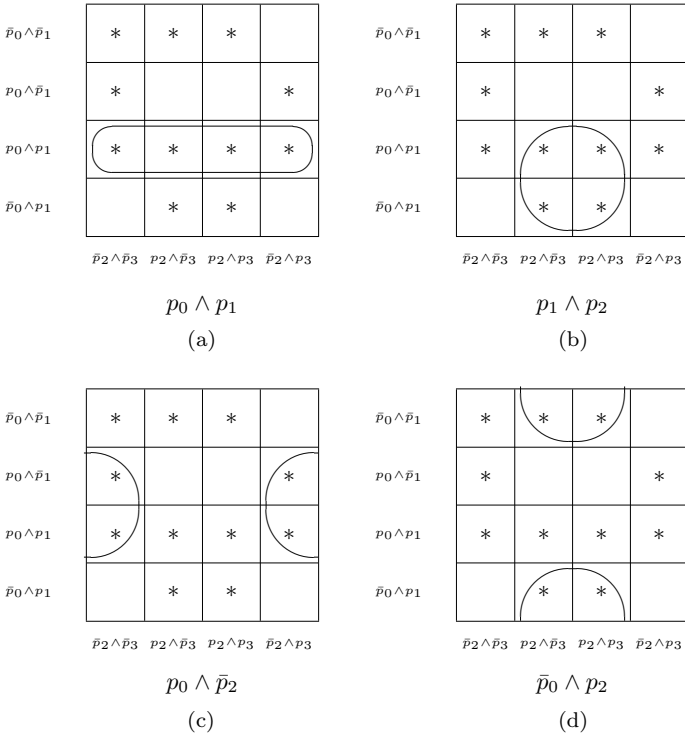 p̄₀∧p̄₁ * * *
p₀∧p̄₁ * *
p₀∧p₁ * * * *
p̄₀∧p₁ * *
p̄₂∧p̄₃ p₂∧p̄₃ p₂∧p₃ p̄₂∧p₃
p₀ ∧ p₁
(a)
p̄₀∧p̄₁ * * *
p₀∧p̄₁ * *
p₀∧p₁ * * * *
p̄₀∧p₁ * *
p̄₂∧p̄₃ p₂∧p̄₃ p₂∧p₃ p̄₂∧p₃
p₁ ∧ p₂
(b)
p̄₀∧p̄₁ * * *
p₀∧p̄₁ * *
p₀∧p₁ * * * *
p̄₀∧p₁ * *
p̄₂∧p̄₃ p₂∧p̄₃ p₂∧p₃ p̄₂∧p₃
p₀ ∧ p̄₂
(c)
p̄₀∧p̄₁ * * *
p₀∧p̄₁ * *
p₀∧p₁ * * * *
p̄₀∧p₁ * *
p̄₂∧p̄₃ p₂∧p̄₃ p₂∧p₃ p̄₂∧p₃
p̄₀ ∧ p₂
(d)